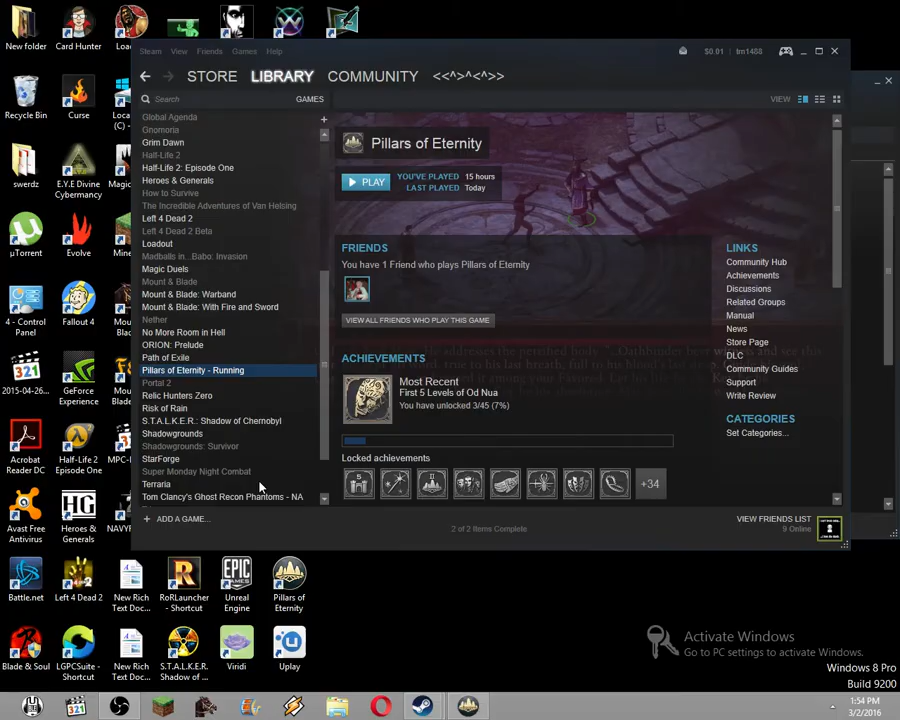 New folder
Card Hunter
Loa
Steam View Friends Games Help
$0.01 tm1488
STORE LIBRARY COMMUNITY <<^>^<^>>
Search GAMES
VIEW
Recycle Bin
Curse
Local
(C) -
swerdz
E.Y.E Divine
Cybermancy
Magic
µTorrent
Evolve
Mine
4 - Control
Panel
Fallout 4
Mou
2015-04-26...
GeForce
Experience
Mou
Acrobat
Reader DC
Half-Life 2
Episode One
MPC-
Avast Free
Antivirus
Heroes &
Generals
NAVY
Battle.net
Left 4 Dead 2
New Rich
Text Doc...
RoRLauncher
- Shortcut
Unreal
Engine
Pillars of
Eternity
Blade & Soul
LGPCSuite -
Shortcut
New Rich
Text Doc...
S.T.A.L.K.E.R.
Shadow of ...
Viridi
Uplay
Global Agenda
Gnomoria
Grim Dawn
Half-Life 2
Half-Life 2: Episode One
Heroes & Generals
How to Survive
The Incredible Adventures of Van Helsing
Left 4 Dead 2
Left 4 Dead 2 Beta
Loadout
Madballs in...Babo: Invasion
Magic Duels
Mount & Blade
Mount & Blade: Warband
Mount & Blade: With Fire and Sword
Nether
No More Room in Hell
ORION: Prelude
Path of Exile
Pillars of Eternity - Running
Portal 2
Relic Hunters Zero
Risk of Rain
S.T.A.L.K.E.R.: Shadow of Chernobyl
Shadowgrounds
Shadowgrounds: Survivor
StarForge
Super Monday Night Combat
Terraria
Tom Clancy's Ghost Recon Phantoms - NA
ADD A GAME...
Pillars of Eternity
PLAY
YOU'VE PLAYED 15 hours
LAST PLAYED Today
FRIENDS
You have 1 Friend who plays Pillars of Eternity
VIEW ALL FRIENDS WHO PLAY THIS GAME
ACHIEVEMENTS
Most Recent
First 5 Levels of Od Nua
You have unlocked 3/45 (7%)
Locked achievements
+34
2 of 2 Items Complete
LINKS
Community Hub
Achievements
Discussions
Related Groups
Manual
News
Store Page
DLC
Community Guides
Support
Write Review
CATEGORIES
Set Categories...
VIEW FRIENDS LIST
9 Online
Activate Windows
Go to PC settings to activate Windows.
Windows 8 Pro
Build 9200
321
1:54 PM
3/2/2016